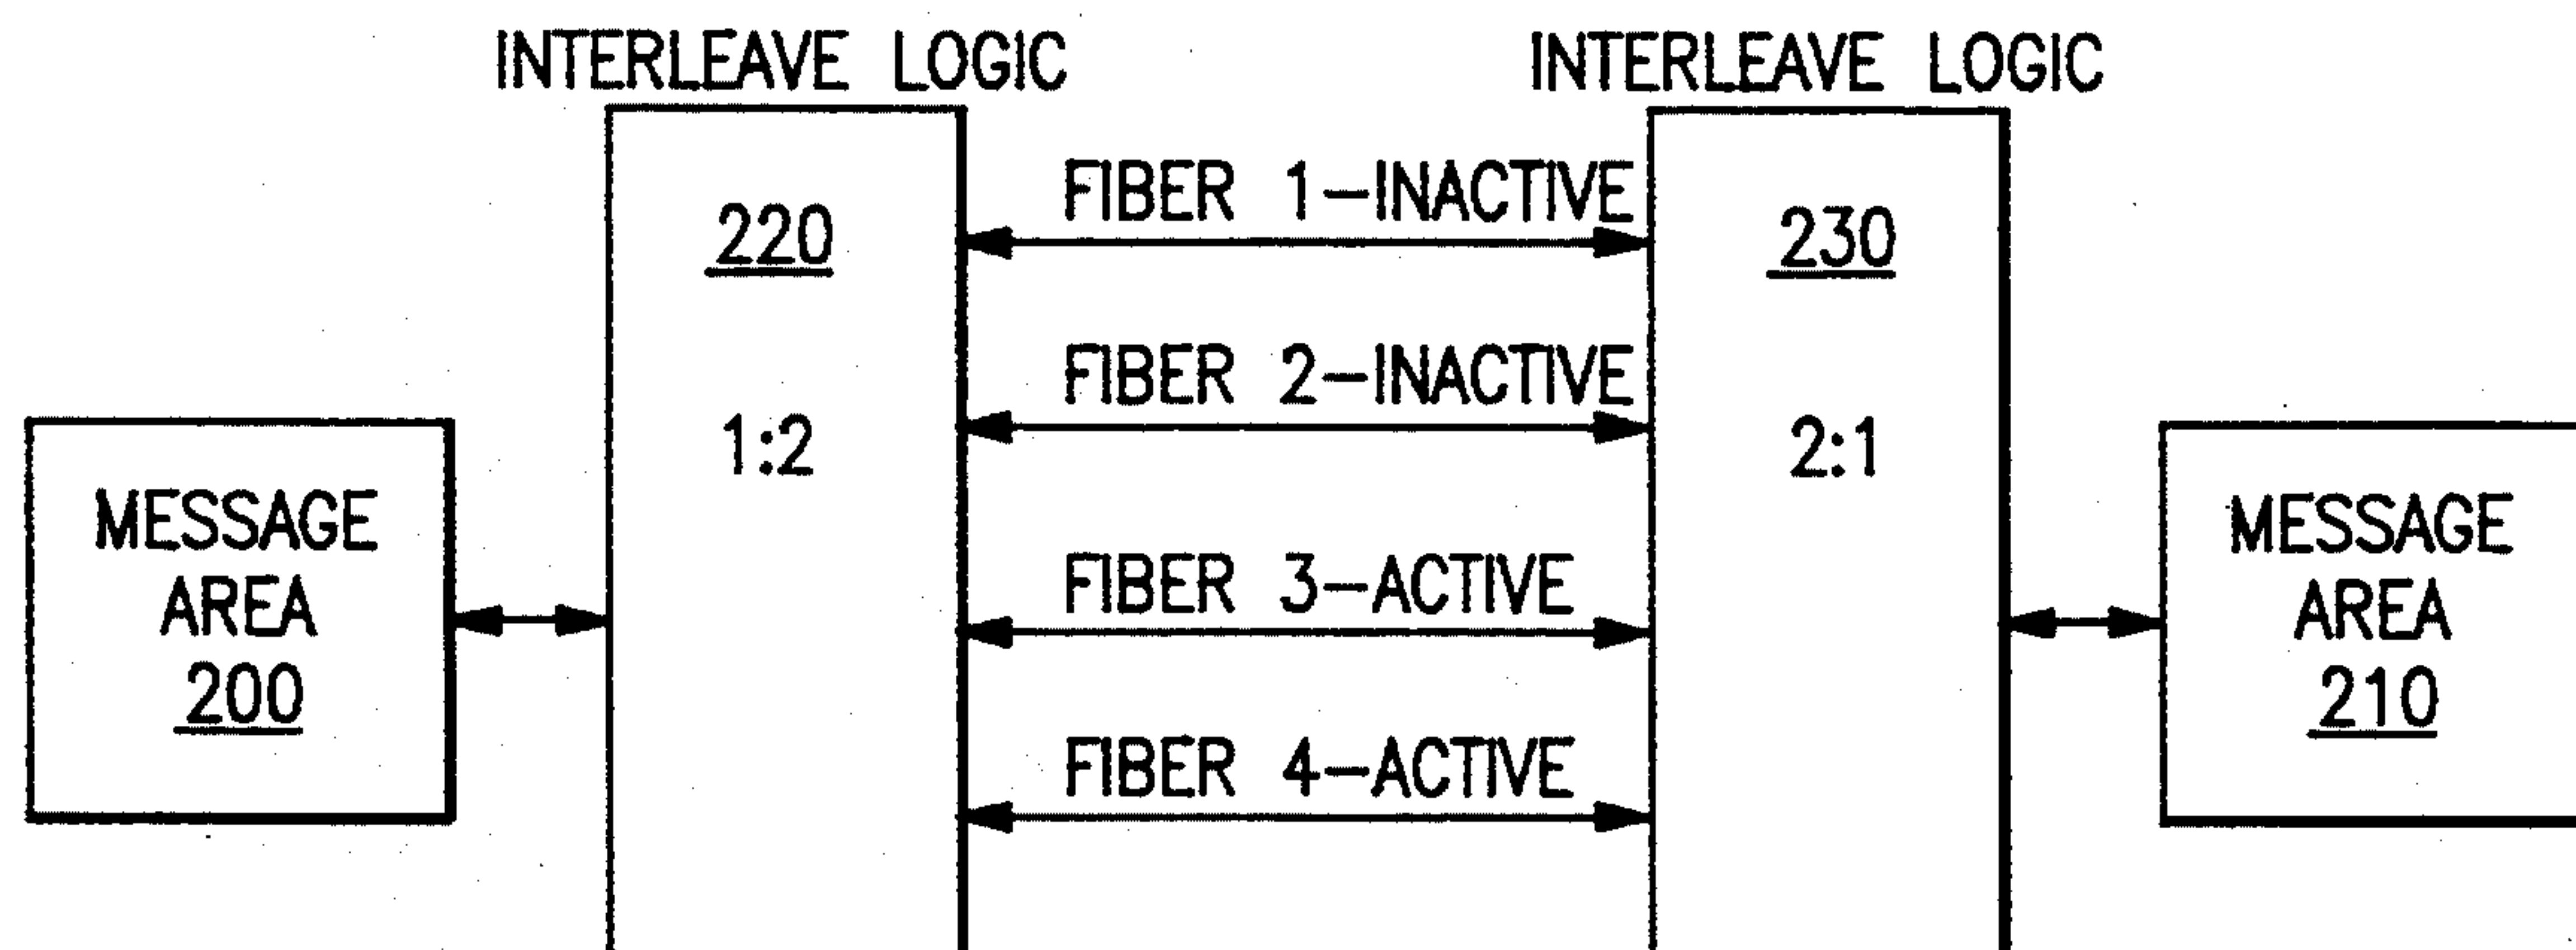 INTERLEAVE LOGIC
INTERLEAVE LOGIC
220
1:2
230
2:1
FIBER 1-INACTIVE
FIBER 2-INACTIVE
FIBER 3-ACTIVE
FIBER 4-ACTIVE
MESSAGE
AREA
200
MESSAGE
AREA
210